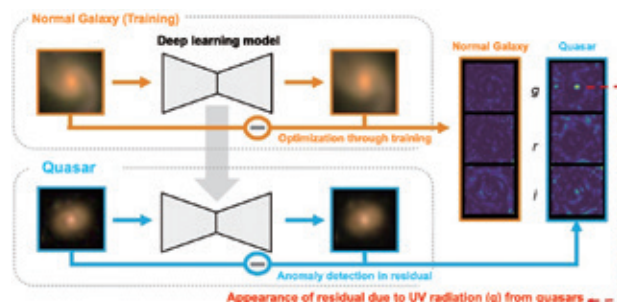 Normal Galaxy (Training)
Deep learning model
Optimization through training
Normal Galaxy
Quasar
g
r
i
Quasar
Anomaly detection in residual
Appearance of residual due to UV radiation (g) from quasars